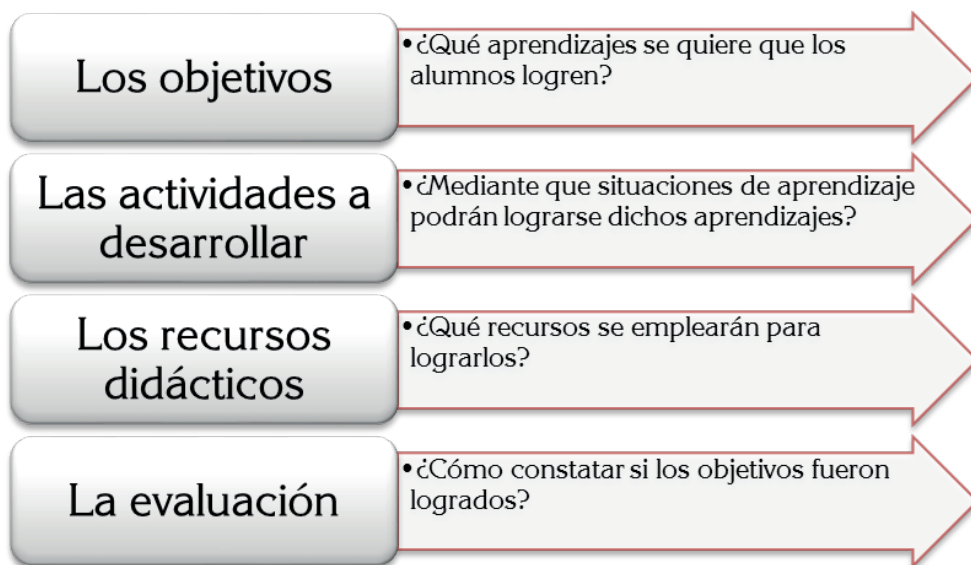 Los objetivos
•¿Qué aprendizajes se quiere que los
alumnos logren?
Las actividades a
desarrollar
•¿Mediante que situaciones de aprendizaje
podrán lograrse dichos aprendizajes?
Los recursos
didácticos
•¿Qué recursos se emplearán para
lograrlos?
La evaluación
•¿Cómo constatar si los objetivos fueron
logrados?